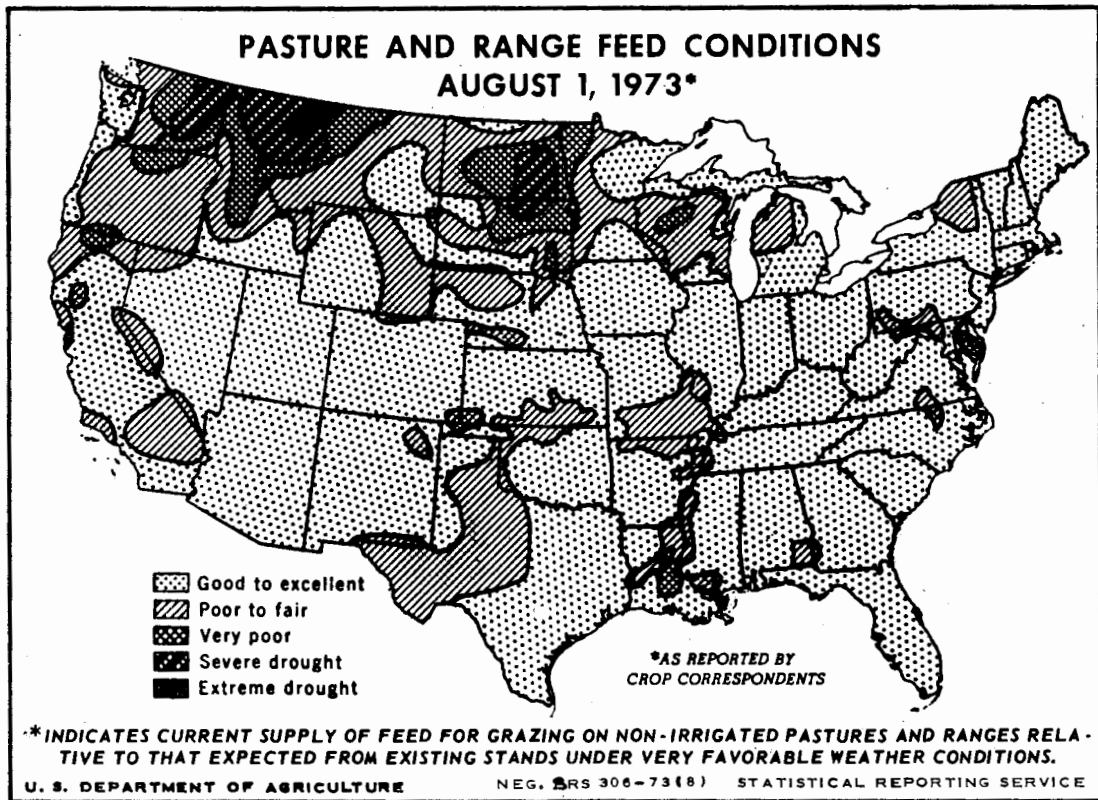 PASTURE AND RANGE FEED CONDITIONS
AUGUST 1, 1973*
Good to excellent
Poor to fair
Very poor
Severe drought
Extreme drought
*AS REPORTED BY
CROP CORRESPONDENTS
*INDICATES CURRENT SUPPLY OF FEED FOR GRAZING ON NON-IRRIGATED PASTURES AND RANGES RELA-
TIVE TO THAT EXPECTED FROM EXISTING STANDS UNDER VERY FAVORABLE WEATHER CONDITIONS.
U. S. DEPARTMENT OF AGRICULTURE NEG. SRS 306-73(8) STATISTICAL REPORTING SERVICE